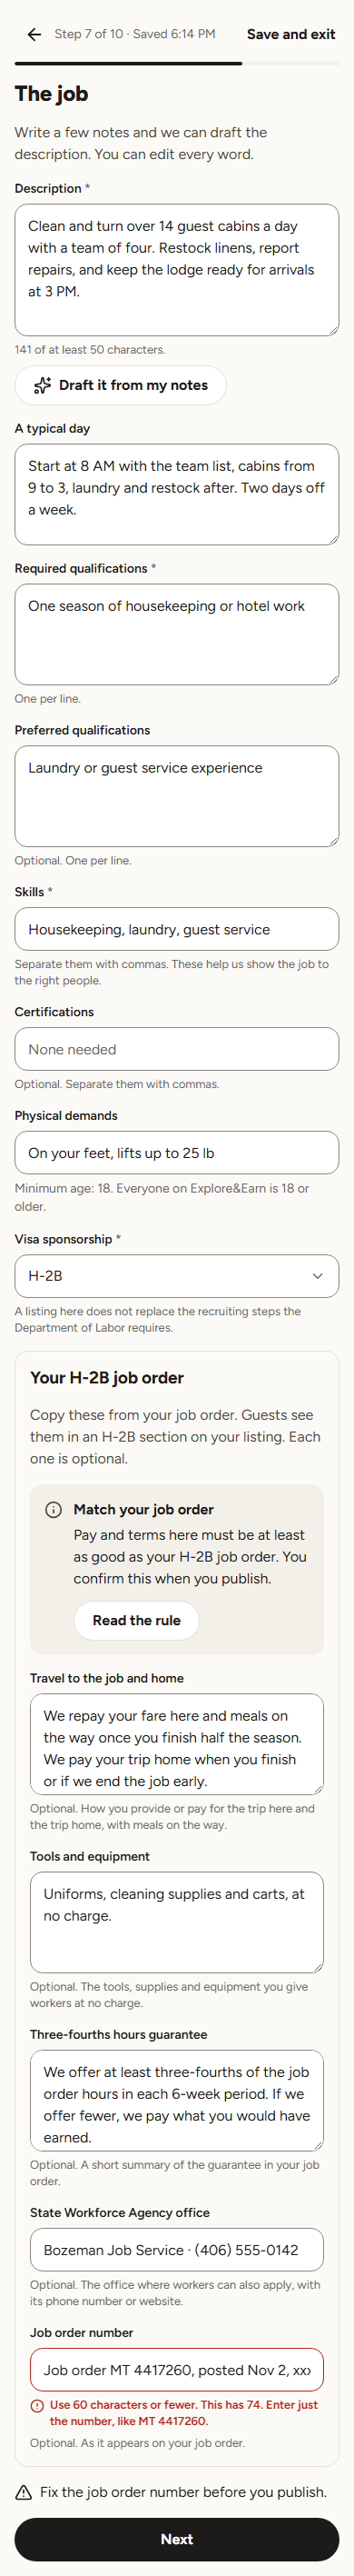 Step 7 of 10 · Saved 6:14 PM
Save and exit
The job
Write a few notes and we can draft the
description. You can edit every word.
Description *
Clean and turn over 14 guest cabins a day
with a team of four. Restock linens, report
repairs, and keep the lodge ready for arrivals
at 3 PM.
141 of at least 50 characters.
Draft it from my notes
A typical day
Start at 8 AM with the team list, cabins from
9 to 3, laundry and restock after. Two days off
a week.
Required qualifications *
One season of housekeeping or hotel work
One per line.
Preferred qualifications
Laundry or guest service experience
Optional. One per line.
Skills *
Housekeeping, laundry, guest service
Separate them with commas. These help us show the job to
the right people.
Certifications
None needed
Optional. Separate them with commas.
Physical demands
On your feet, lifts up to 25 lb
Minimum age: 18. Everyone on Explore&Earn is 18 or
older.
Visa sponsorship *
H-2B
A listing here does not replace the recruiting steps the
Department of Labor requires.
Your H-2B job order
Copy these from your job order. Guests see
them in an H-2B section on your listing. Each
one is optional.
Match your job order
Pay and terms here must be at least
as good as your H-2B job order. You
confirm this when you publish.
Read the rule
Travel to the job and home
We repay your fare here and meals on
the way once you finish half the season.
We pay your trip home when you finish
or if we end the job early.
Optional. How you provide or pay for the trip here and
the trip home, with meals on the way.
Tools and equipment
Uniforms, cleaning supplies and carts, at
no charge.
Optional. The tools, supplies and equipment you give
workers at no charge.
Three-fourths hours guarantee
We offer at least three-fourths of the job
order hours in each 6-week period. If we
offer fewer, we pay what you would have
earned.
Optional. A short summary of the guarantee in your job
order.
State Workforce Agency office
Bozeman Job Service · (406) 555-0142
Optional. The office where workers can also apply, with
its phone number or website.
Job order number
Job order MT 4417260, posted Nov 2, xx
Use 60 characters or fewer. This has 74. Enter just
the number, like MT 4417260.
Optional. As it appears on your job order.
Fix the job order number before you publish.
Next